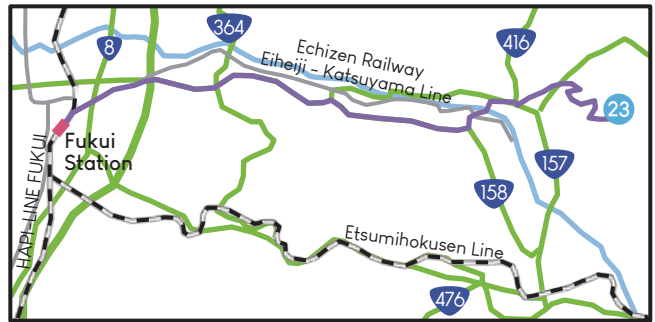 364
8
416
Echizen Railway
Eiheiji - Katsuyama Line
23
Fukui
Station
HAPI-LINE FUKUI
157
158
Etsumihokusen Line
476